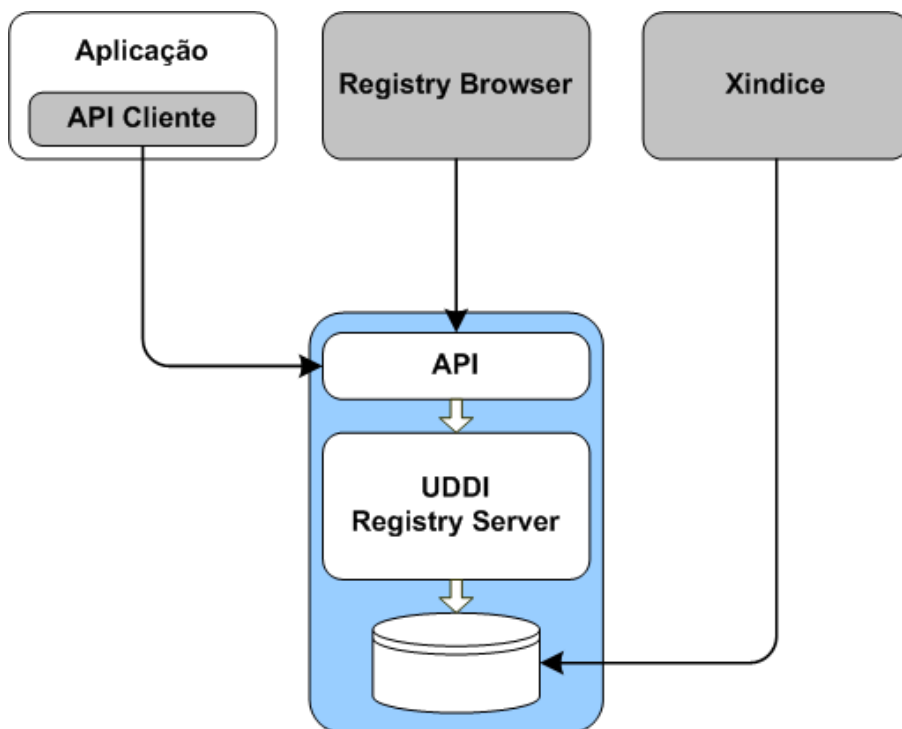 Aplicação
API Cliente
Registry Browser
Xindice
API
UDDI
Registry Server